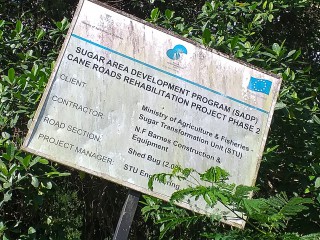 SUGAR AREA DEVELOPMENT PROGRAM (SADP)
CANE ROADS REHABILITATION PROJECT PHASE 2
CLIENT: Ministry of Agriculture & Fisheries -
Sugar Transformation Unit (STU)
CONTRACTOR: N.F Barnes Construction &
Equipment
ROAD SECTION: Shed Bug
PROJECT MANAGER: STU